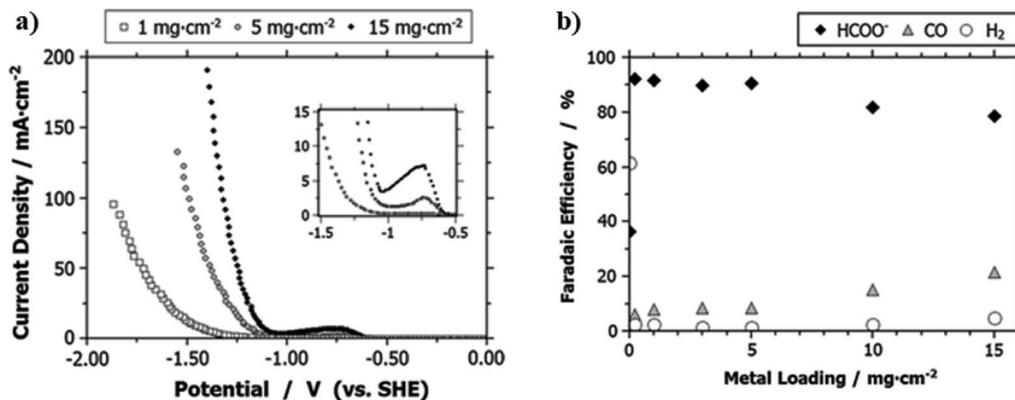 a)
1 mg·cm⁻² 5 mg·cm⁻² 15 mg·cm⁻²
200
150
100
50
0
Current Density / mA·cm⁻²
15
10
5
0
-1.5 -1 -0.5
-2.00 -1.50 -1.00 -0.50 0.00
Potential / V (vs. SHE)
b)
HCOO⁻ CO H₂
100
80
60
40
20
0
Faradaic Efficiency / %
0 5 10 15
Metal Loading / mg·cm⁻²